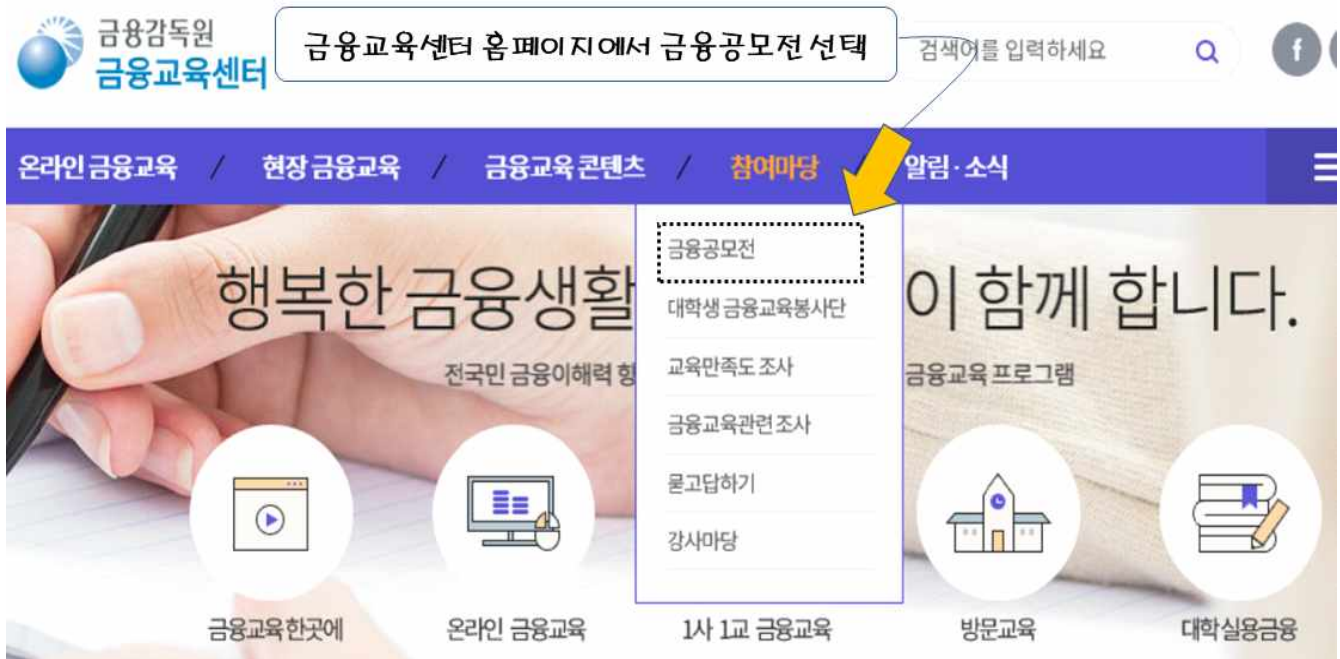 금융감독원
금융교육센터
금융교육센터 홈페이지에서 금융공모전 선택
검색어를 입력하세요
f
온라인 금융교육 / 현장 금융교육 / 금융교육 콘텐츠 / 참여마당 / 알림·소식
금융공모전
대학생 금융교육봉사단
교육만족도 조사
금융교육관련 조사
묻고답하기
강사마당
행복한 금융생활
이 함께 합니다.
전국민 금융이해력 향
금융교육 프로그램
금융교육 한곳에
온라인 금융교육
1사 1교 금융교육
방문교육
대학실용금융